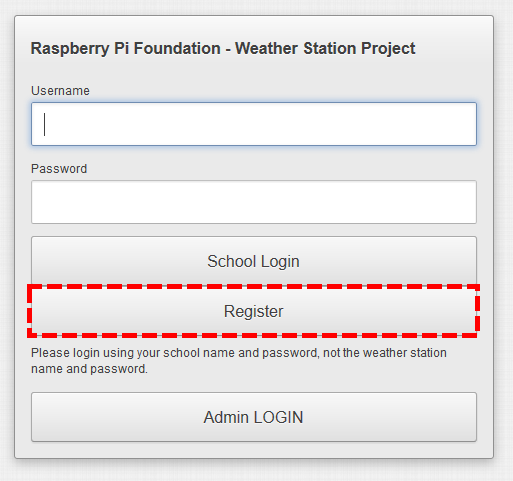 Raspberry Pi Foundation - Weather Station Project
Username
Password
School Login
Register
Please login using your school name and password, not the weather station
name and password.
Admin LOGIN